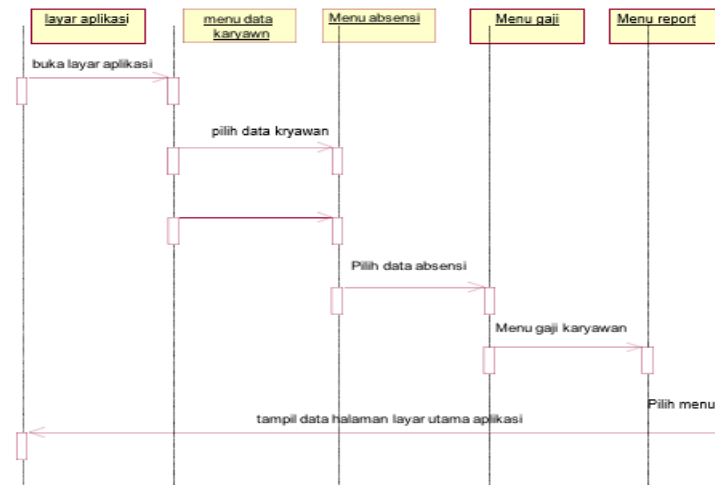 layar aplikasi
menu data
karyawn
Menu absensi
Menu gaji
Menu report
buka layar aplikasi
pilih data kryawan
Pilih data absensi
Menu gaji karyawan
Pilih menu
tampil data halaman layar utama aplikasi